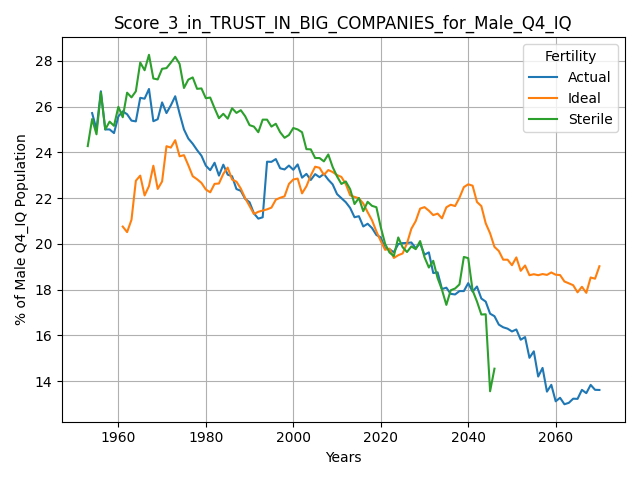 Score_3_in_TRUST_IN_BIG_COMPANIES_for_Male_Q4_IQ
Fertility
Actual
Ideal
Sterile
% of Male Q4_IQ Population
28
26
24
22
20
18
16
14
1960
1980
2000
2020
2040
2060
Years